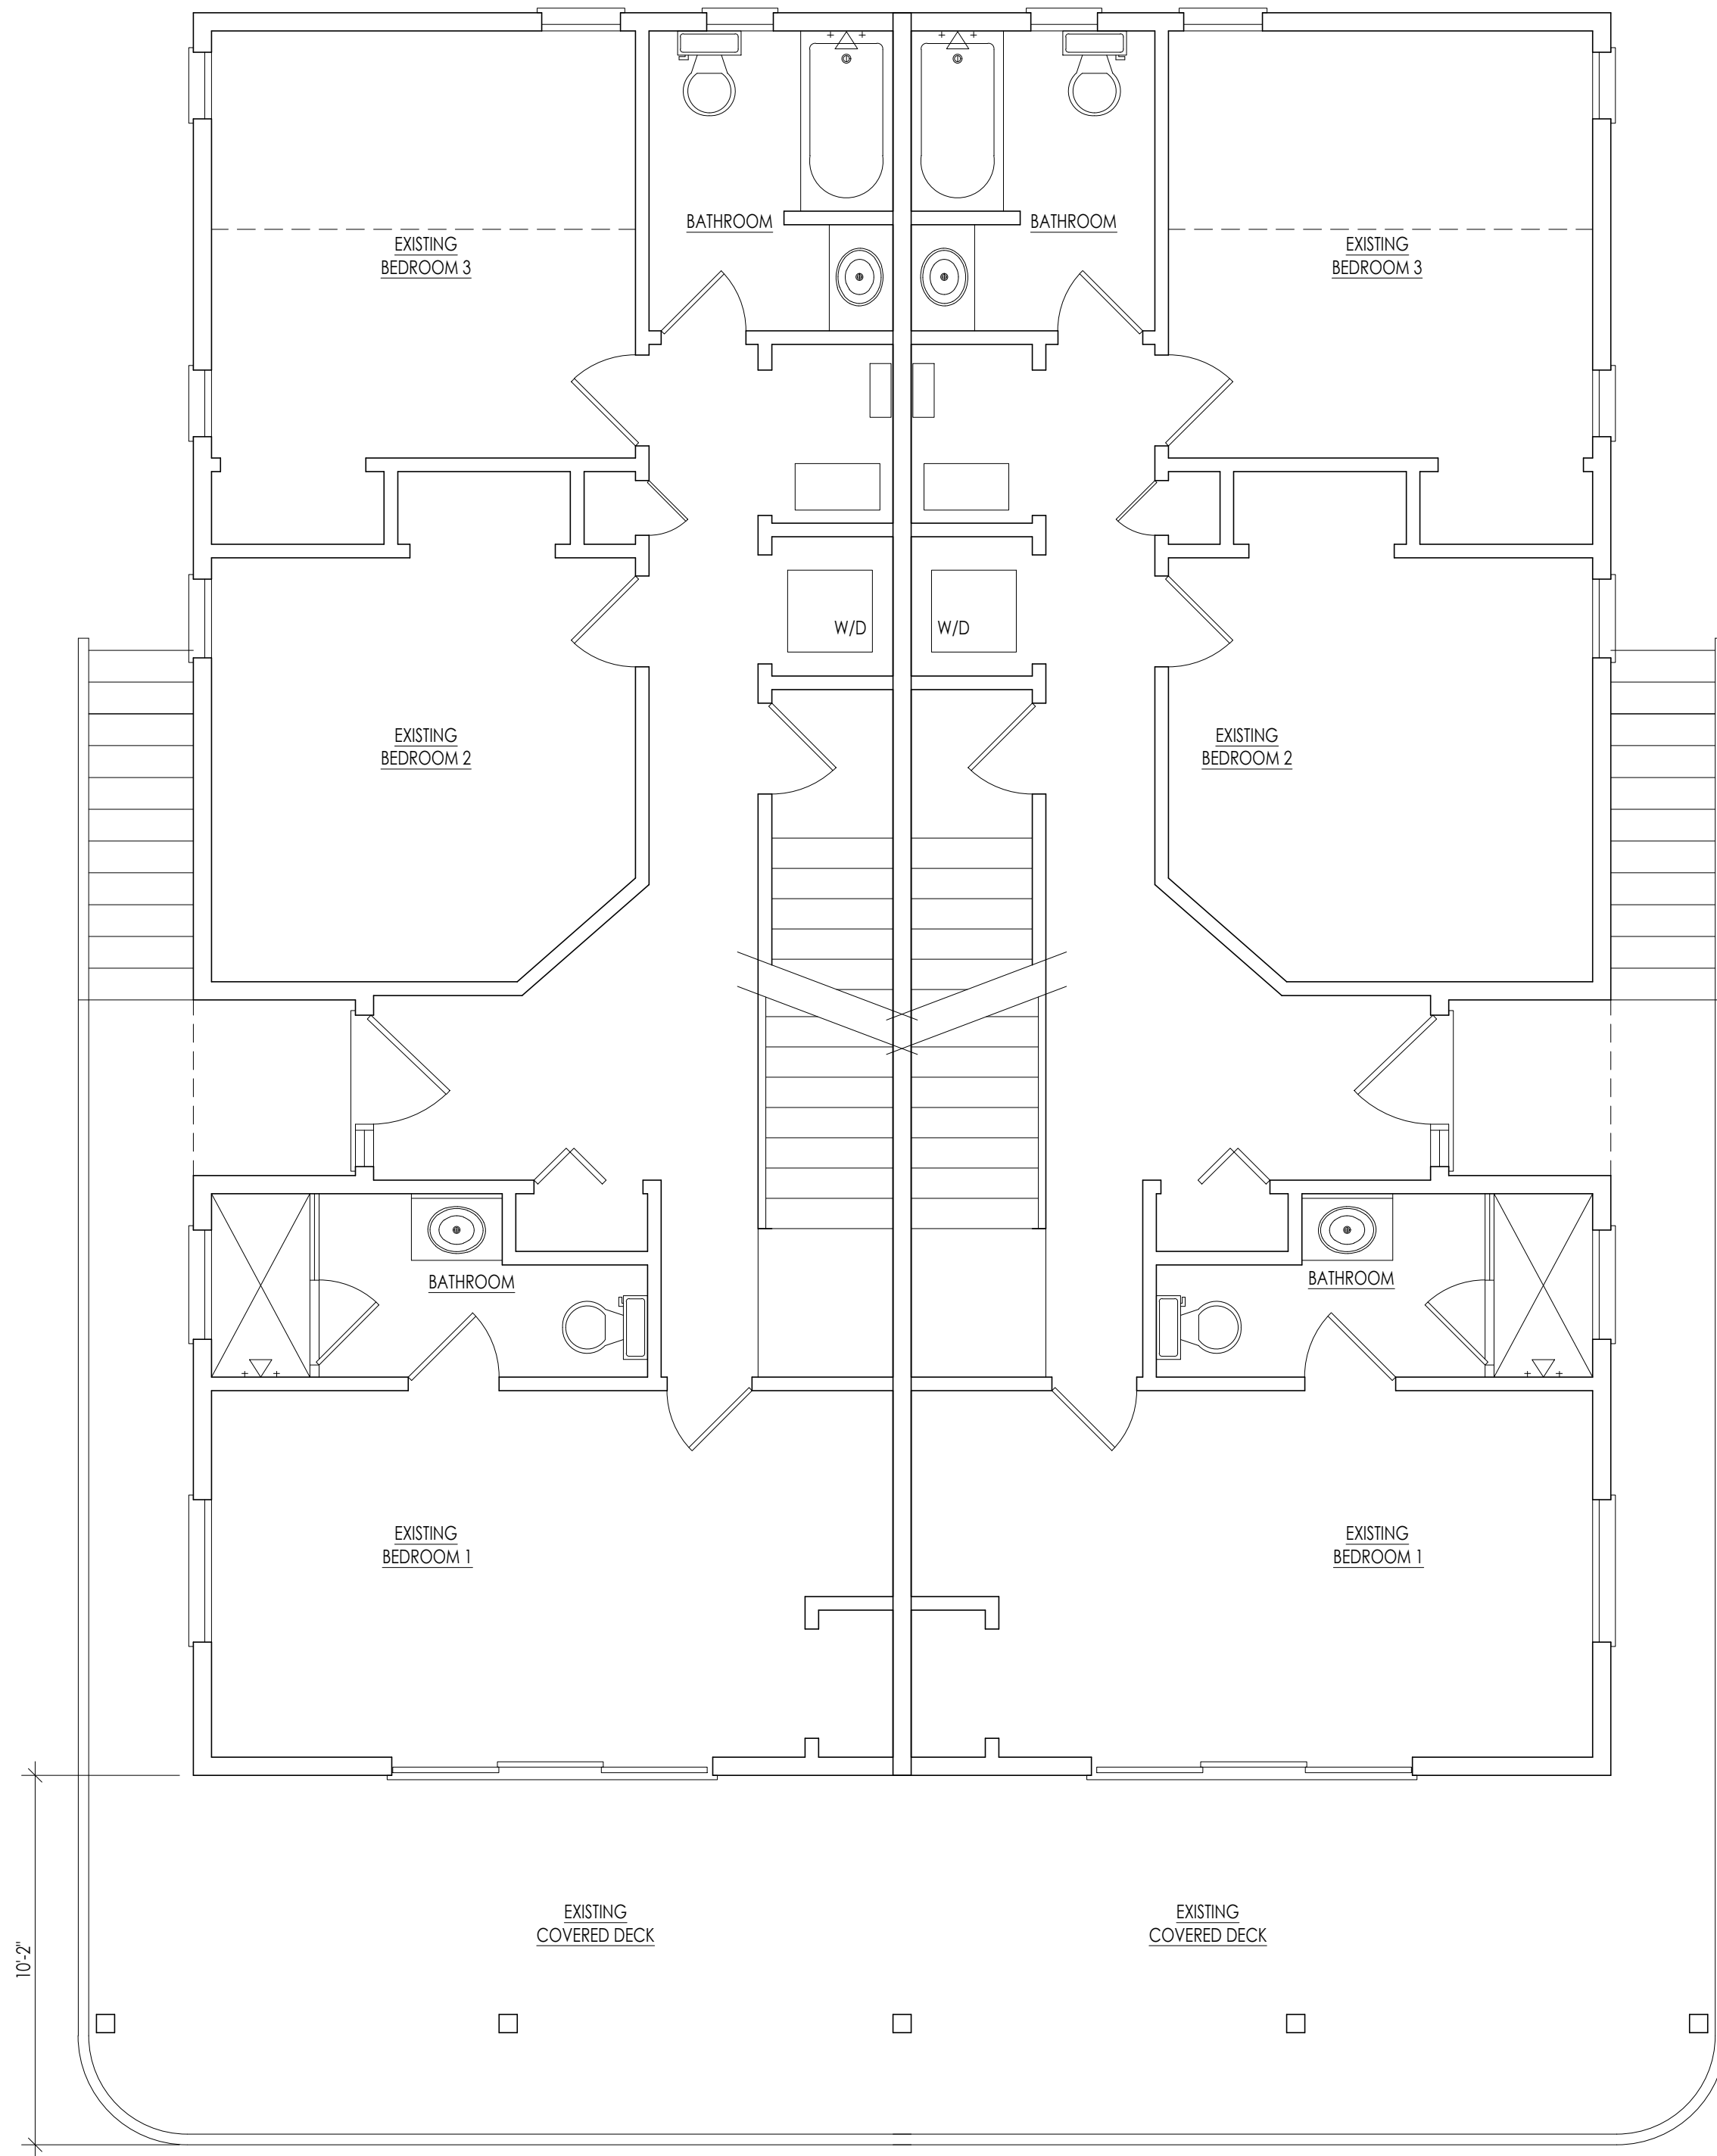 BATHROOM
BATHROOM
EXISTING
BEDROOM 3
EXISTING
BEDROOM 3
W/D
W/D
EXISTING
BEDROOM 2
EXISTING
BEDROOM 2
BATHROOM
BATHROOM
EXISTING
BEDROOM 1
EXISTING
BEDROOM 1
EXISTING
COVERED DECK
EXISTING
COVERED DECK
10'-2"